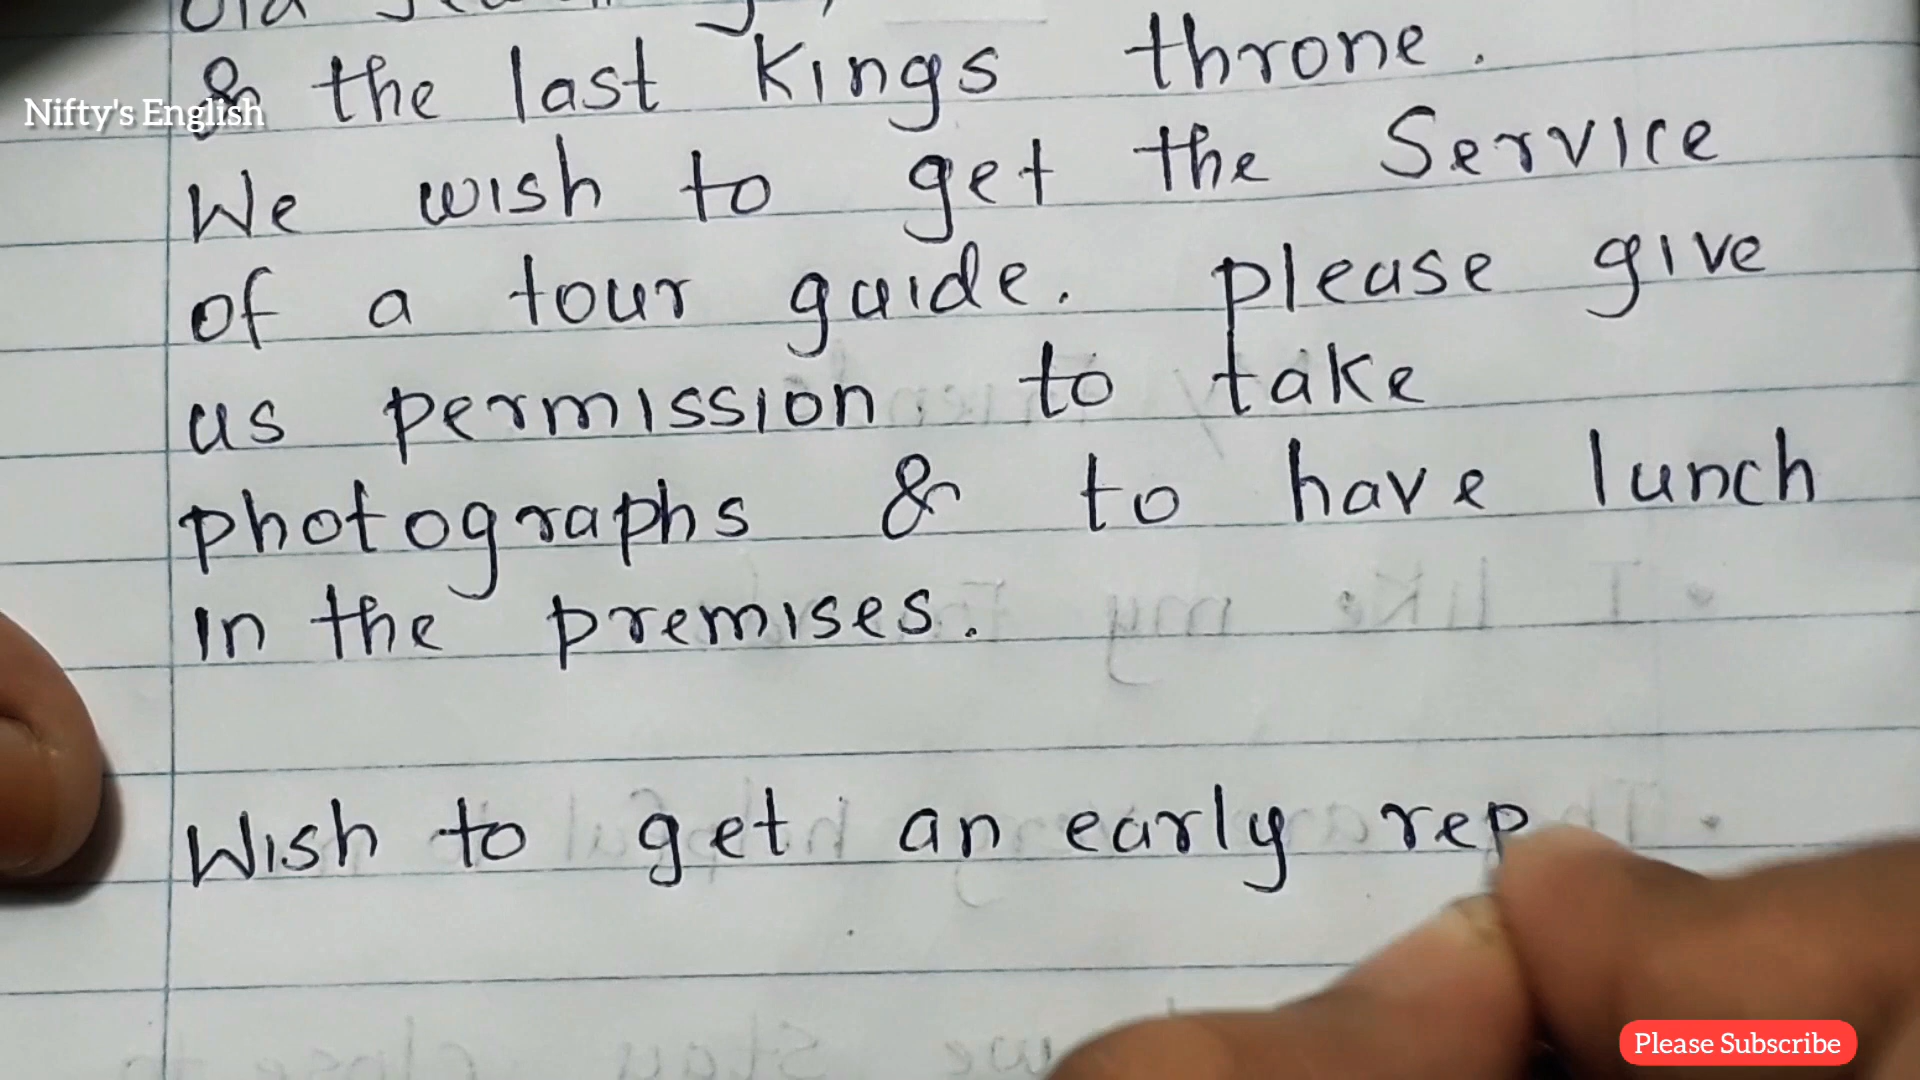 Old
& the last Kings throne.
Nifty's English
We wish to get the Service
of a tour guide. please give
us permission to take
photographs & to have lunch
in the premises.
Wish to get an early rep
Please Subscribe